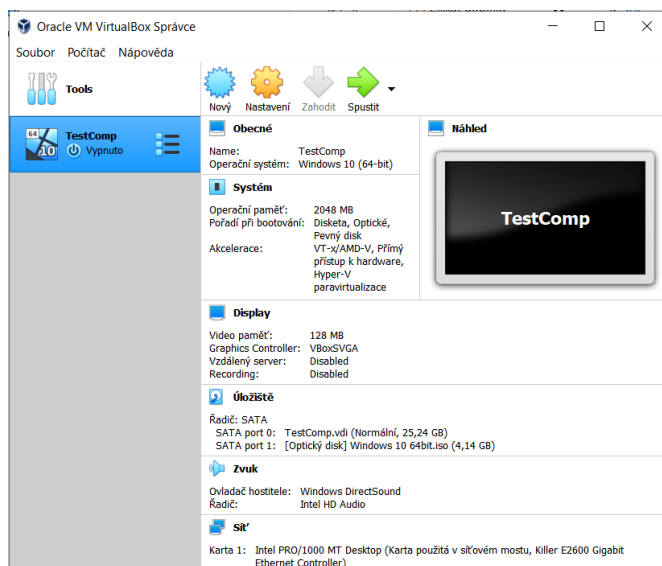 Oracle VM VirtualBox Správce
Soubor Počítač Nápověda
Tools
Nový Nastavení Zahodit Spustit
64
10
TestComp
Vypnuto
Obecné
Name: TestComp
Operační systém: Windows 10 (64-bit)
Náhled
TestComp
Systém
Operační paměť: 2048 MB
Pořadí při bootování: Disketa, Optické,
Pevný disk
Akcelerace: VT-x/AMD-V, Přímý
přístup k hardware,
Hyper-V
paravirtualizace
Display
Video paměť: 128 MB
Graphics Controller: VBoxSVGA
Vzdálený server: Disabled
Recording: Disabled
Úložiště
Řadič: SATA
SATA port 0: TestComp.vdi (Normální, 25,24 GB)
SATA port 1: [Optický disk] Windows 10 64bit.iso (4,14 GB)
Zvuk
Ovladač hostitele: Windows DirectSound
Řadič: Intel HD Audio
Síť
Karta 1: Intel PRO/1000 MT Desktop (Karta použitá v síťovém mostu, Killer E2600 Gigabit
Ethernet Controller)